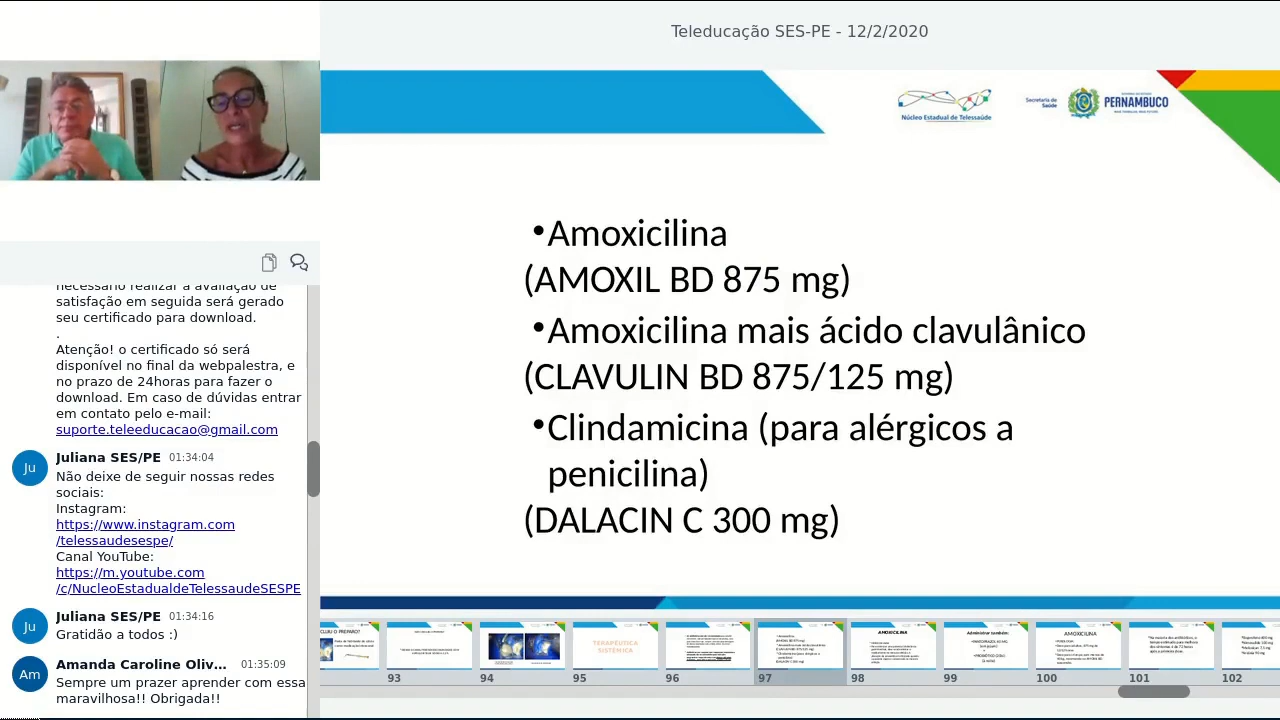 Teleducação SES-PE - 12/2/2020
Núcleo Estadual de Telessaúde
Secretaria de
Saúde
PERNAMBUCO
•Amoxicilina
(AMOXIL BD 875 mg)
•Amoxicilina mais ácido clavulânico
(CLAVULIN BD 875/125 mg)
•Clindamicina (para alérgicos a
penicilina)
(DALACIN C 300 mg)
necessário realizar a avaliação de
satisfação em seguida será gerado
seu certificado para download.
.
Atenção! o certificado só será
disponível no final da webpalestra, e
no prazo de 24horas para fazer o
download. Em caso de dúvidas entrar
em contato pelo e-mail:
suporte.teleeducacao@gmail.com
Ju
Juliana SES/PE 01:34:04
Não deixe de seguir nossas redes
sociais:
Instagram:
https://www.instagram.com
/telessaudesespe/
Canal YouTube:
https://m.youtube.com
/c/NucleoEstadualdeTelessaudeSESPE
Ju
Juliana SES/PE 01:34:16
Gratidão a todos :)
Am
Amanda Carolina A... 01:35:03
Sempre um prazer aprender com essa
maravilhosa!! Obrigada!!
TERAPÊUTICA
SISTÊMICA
AMOXICILINA
Administrar também:
AMOXICILINA
93
94
95
96
97
98
99
100
101
102